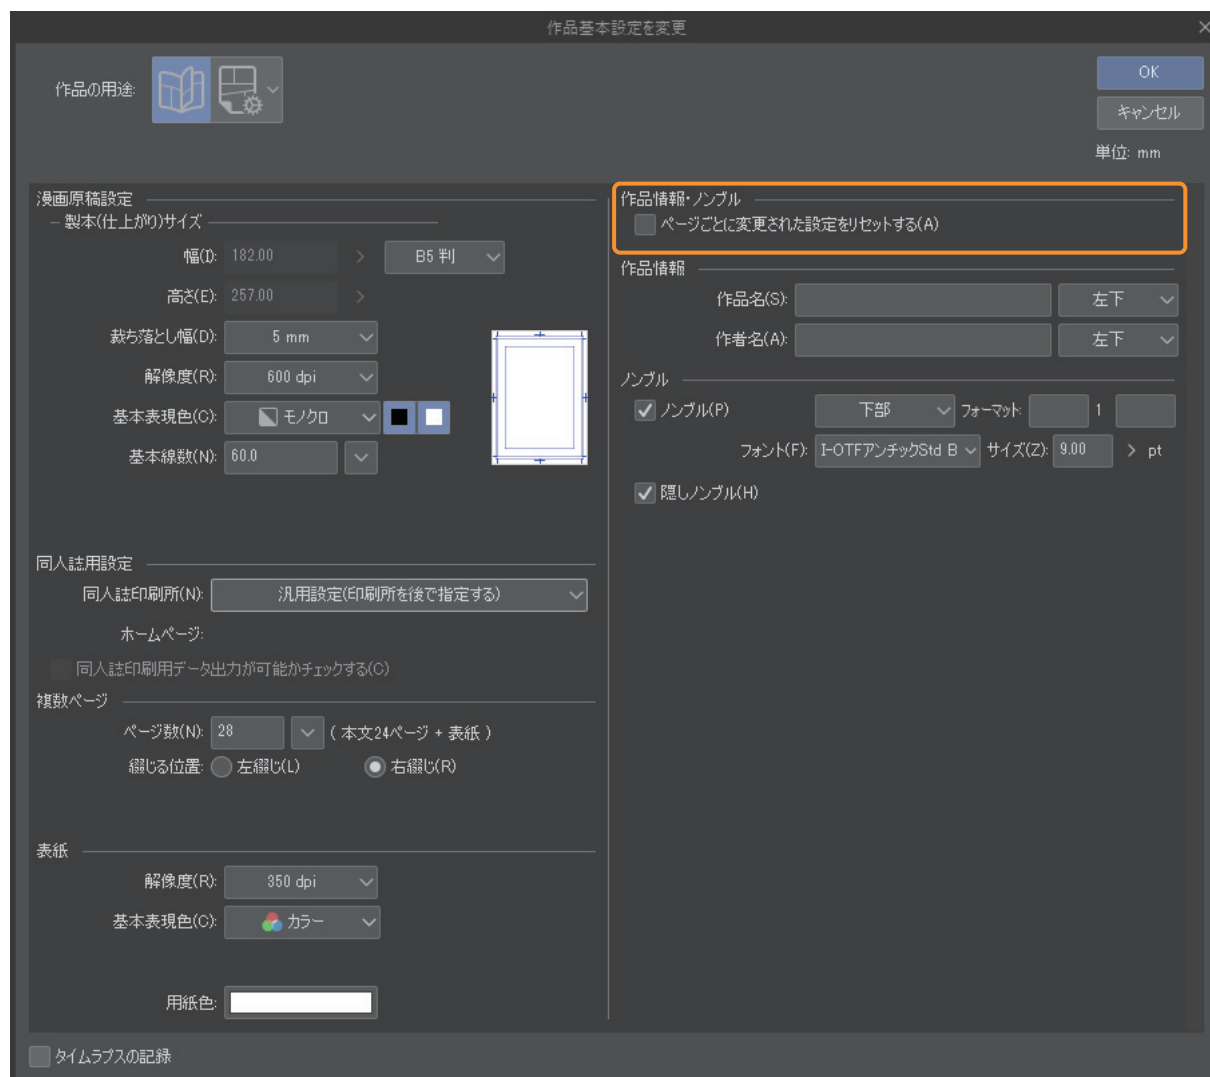 作品基本設定を変更
作品の用途:
OK
キャンセル
単位: mm
漫画原稿設定
製本(仕上がり)サイズ
幅(I): 182.00 > B5 判
高さ(E): 257.00 >
裁ち落とし幅(D): 5 mm
解像度(R): 600 dpi
基本表現色(C): モノクロ
基本線数(N): 60.0
同人誌用設定
同人誌印刷所(N): 汎用設定(印刷所を後で指定する)
ホームページ:
同人誌印刷用データ出力が可能かチェックする(C)
複数ページ
ページ数(N): 28 ( 本文24ページ + 表紙 )
綴じる位置: 左綴じ(L) 右綴じ(R)
表紙
解像度(R): 350 dpi
基本表現色(C): カラー
用紙色:
作品情報・ノンブル
ページごとに変更された設定をリセットする(A)
作品情報
作品名(S): 左下
作者名(A): 左下
ノンブル
ノンブル(P) 下部 フォーマット: 1
フォント(F): I-OTFアンチックStd B サイズ(Z): 9.00 > pt
隠しノンブル(H)
タイムラプスの記録